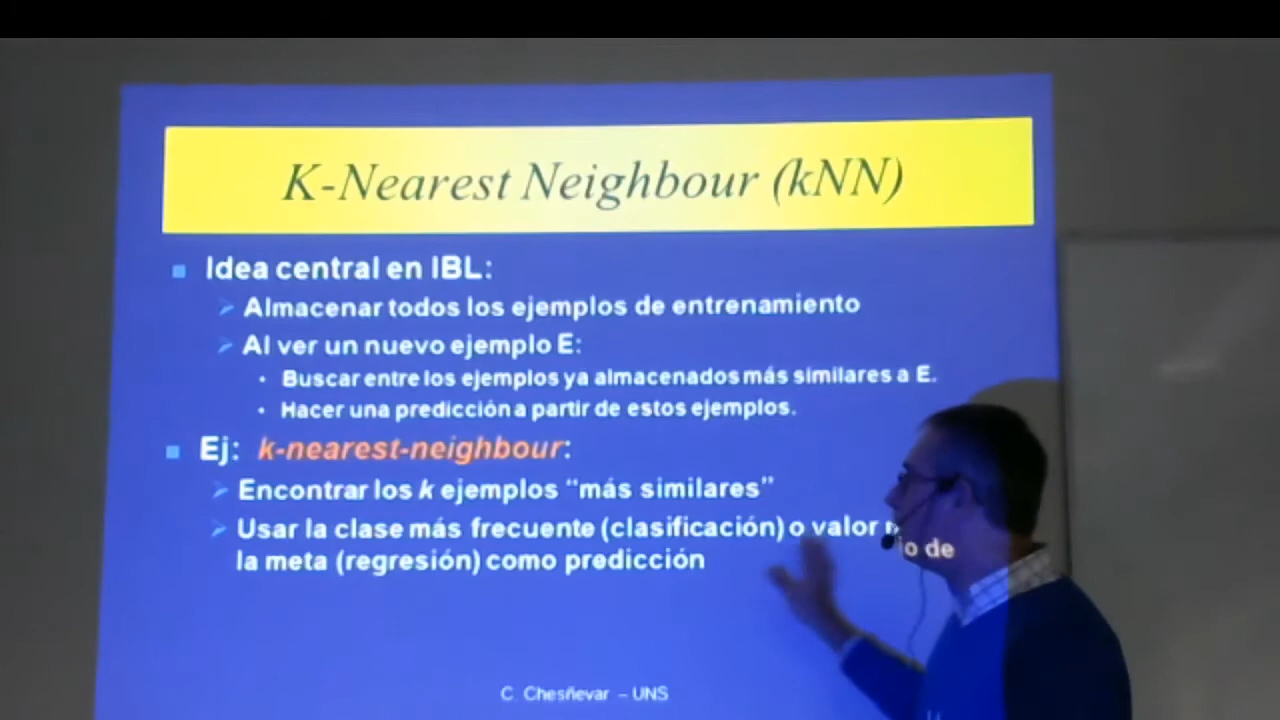 K-Nearest Neighbour (kNN)
Idea central en IBL:
Almacenar todos los ejemplos de entrenamiento
Al ver un nuevo ejemplo E:
Buscar entre los ejemplos ya almacenados más similares a E.
Hacer una predicción a partir de estos ejemplos.
Ej: k-nearest-neighbour:
Encontrar los k ejemplos “más similares”
Usar la clase más frecuente (clasificación) o valor de
la meta (regresión) como predicción
C. Chesñevar – UNS